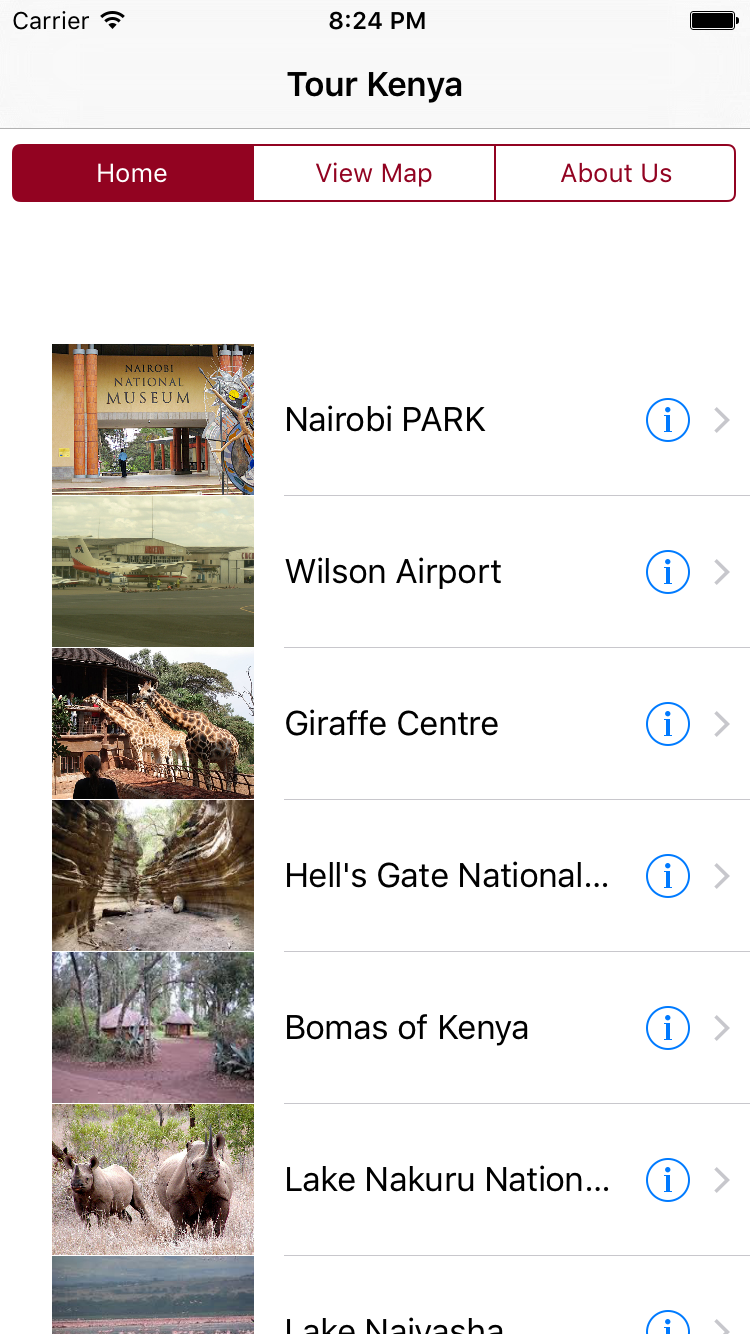 Carrier 8:24 PM
Tour Kenya
Home View Map About Us
NAIROBI
NATIONAL
MUSEUM
Nairobi PARK
Wilson Airport
Giraffe Centre
Hell's Gate National...
Bomas of Kenya
Lake Nakuru Nation...
Lake Naivasha